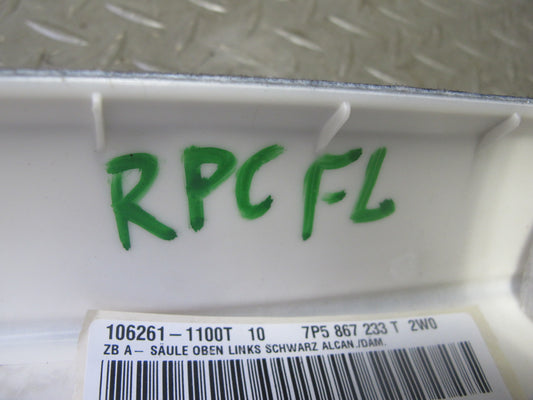 RPC FL
106261-1100T 10 7P5 867 233 T 2W0
ZB A- SÄULE OBEN LINKS SCHWARZ ALCAN./DAM.